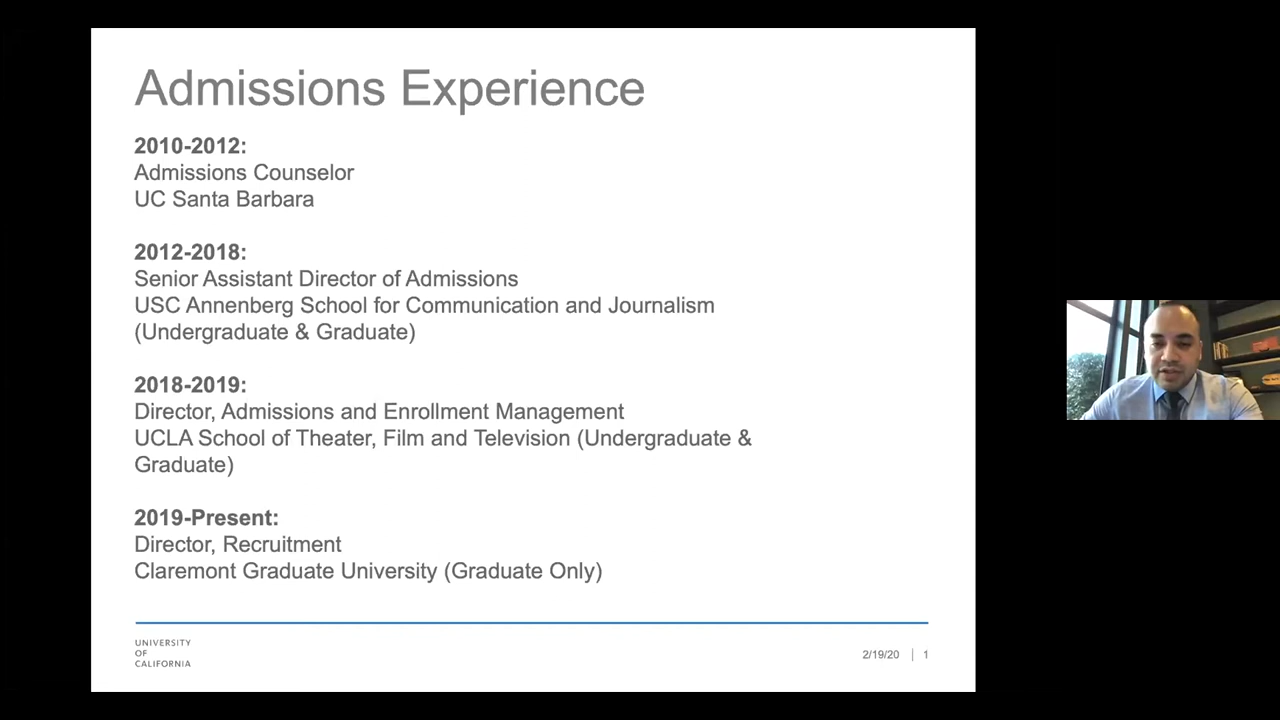 Admissions Experience
2010-2012:
Admissions Counselor
UC Santa Barbara
2012-2018:
Senior Assistant Director of Admissions
USC Annenberg School for Communication and Journalism
(Undergraduate & Graduate)
2018-2019:
Director, Admissions and Enrollment Management
UCLA School of Theater, Film and Television (Undergraduate &
Graduate)
2019-Present:
Director, Recruitment
Claremont Graduate University (Graduate Only)
UNIVERSITY
OF
CALIFORNIA
2/19/20 | 1